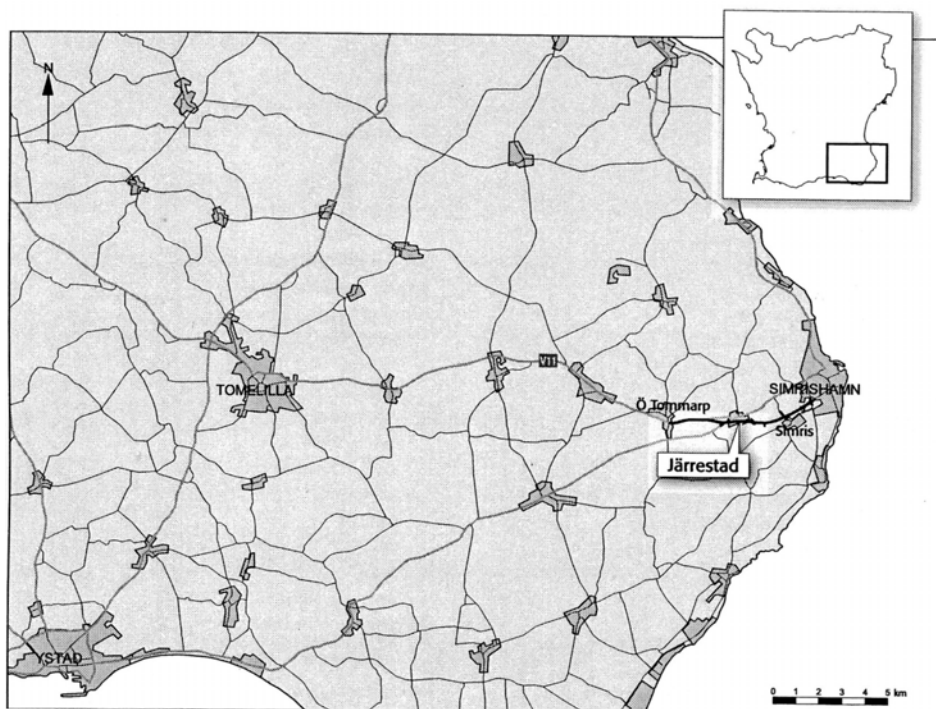 N
V11
TOMELILLA
SIMRISHAMN
Ö Tommarp
Simris
Järrestad
YSTAD
0 1 2 3 4 5 km